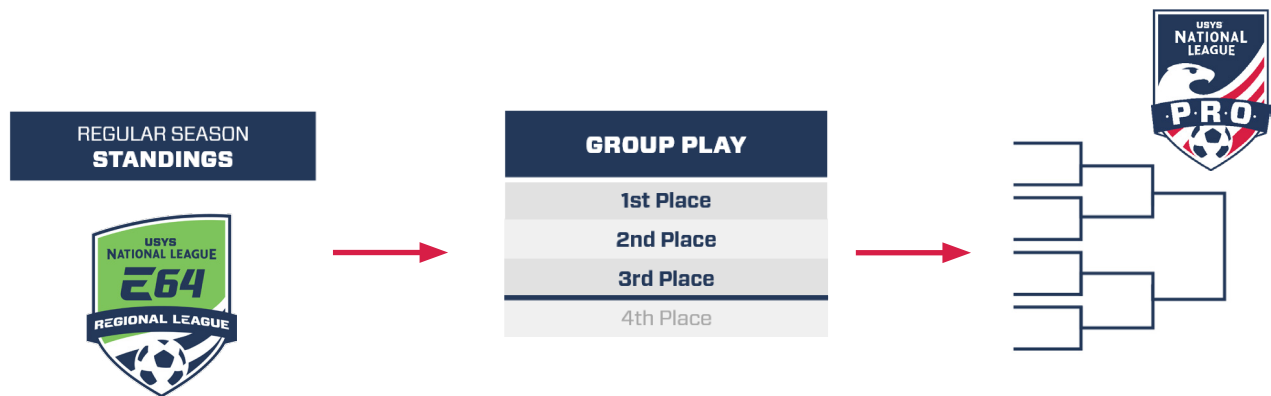 REGULAR SEASON
STANDINGS
USYS
NATIONAL LEAGUE
E64
REGIONAL LEAGUE
GROUP PLAY
1st Place
2nd Place
3rd Place
4th Place
USYS
NATIONAL
LEAGUE
·P·R·O·